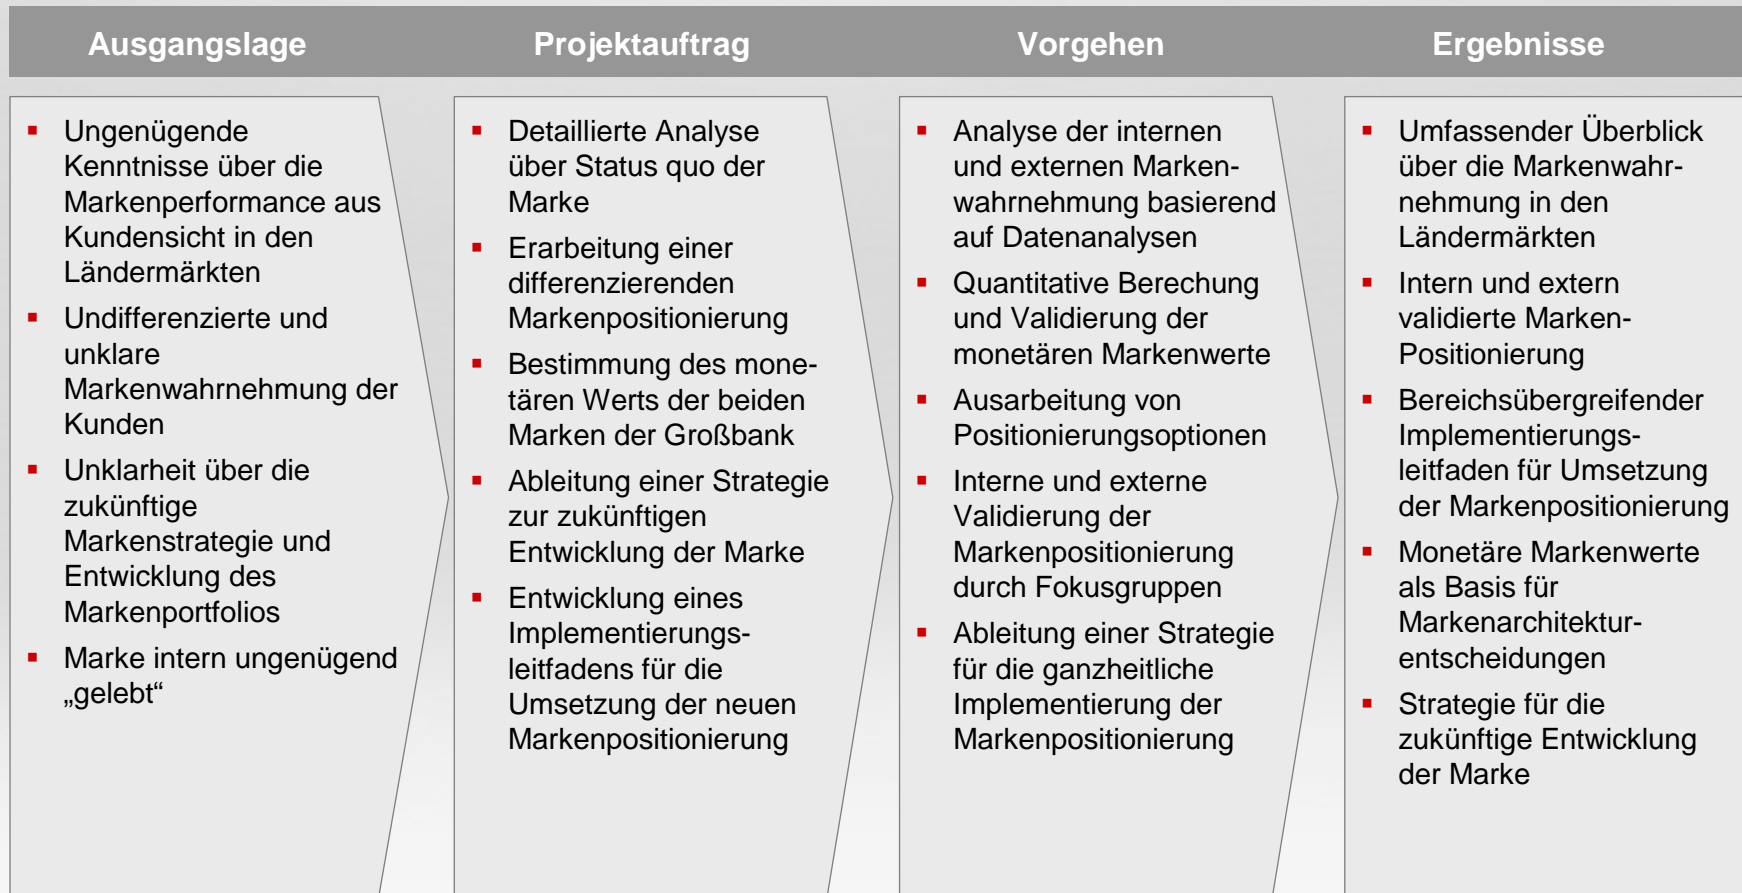 Ausgangslage
Projektauftrag
Vorgehen
Ergebnisse
Ungenügende
Kenntnisse über die
Markenperformance aus
Kundensicht in den
Ländermärkten
Undifferenzierte und
unklare
Markenwahrnehmung der
Kunden
Unklarheit über die
zukünftige
Markenstrategie und
Entwicklung des
Markenportfolios
Marke intern ungenügend
„gelebt“
Detaillierte Analyse
über Status quo der
Marke
Erarbeitung einer
differenzierenden
Markenpositionierung
Bestimmung des mone-
tären Werts der beiden
Marken der Großbank
Ableitung einer Strategie
zur zukünftigen
Entwicklung der Marke
Entwicklung eines
Implementierungs-
leitfadens für die
Umsetzung der neuen
Markenpositionierung
Analyse der internen
und externen Marken-
wahrnehmung basierend
auf Datenanalysen
Quantitative Berechung
und Validierung der
monetären Markenwerte
Ausarbeitung von
Positionierungsoptionen
Interne und externe
Validierung der
Markenpositionierung
durch Fokusgruppen
Ableitung einer Strategie
für die ganzheitliche
Implementierung der
Markenpositionierung
Umfassender Überblick
über die Markenwahr-
nehmung in den
Ländermärkten
Intern und extern
validierte Marken-
Positionierung
Bereichsübergreifender
Implementierungs-
leitfaden für Umsetzung
der Markenpositionierung
Monetäre Markenwerte
als Basis für
Markenarchitektur-
entscheidungen
Strategie für die
zukünftige Entwicklung
der Marke